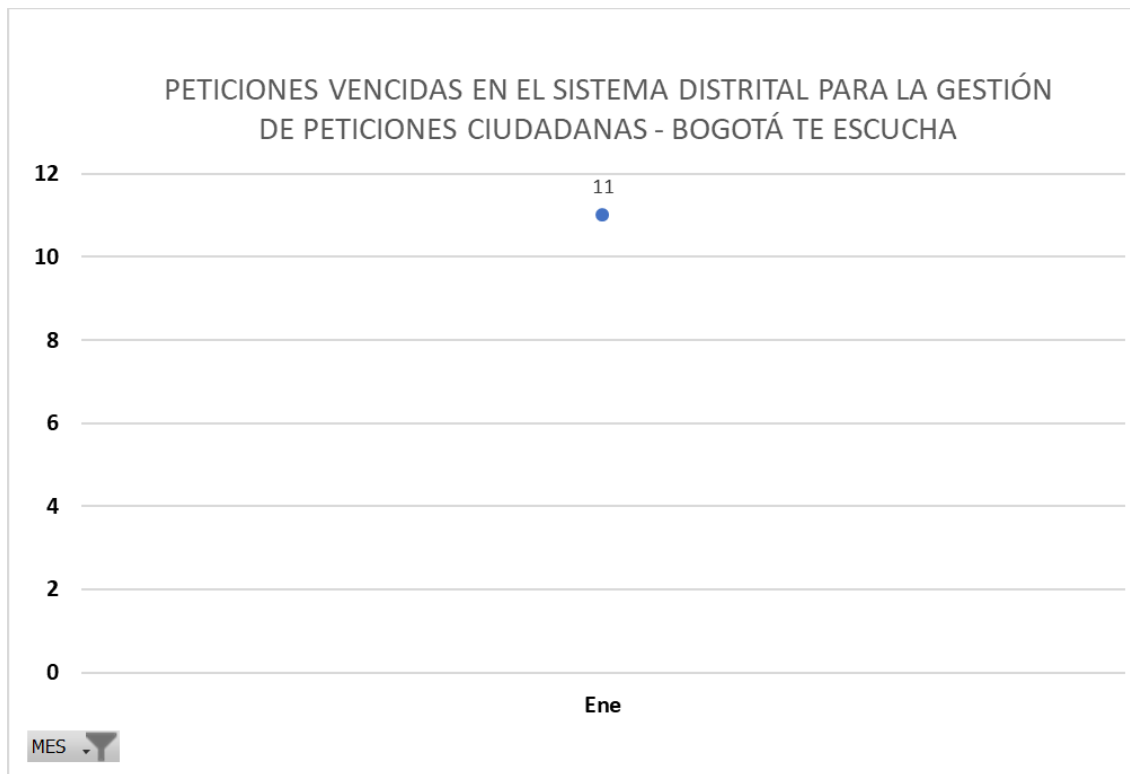 PETICIONES VENCIDAS EN EL SISTEMA DISTRITAL PARA LA GESTIÓN
DE PETICIONES CIUDADANAS - BOGOTÁ TE ESCUCHA
12
11
10
8
6
4
2
0
Ene
MES